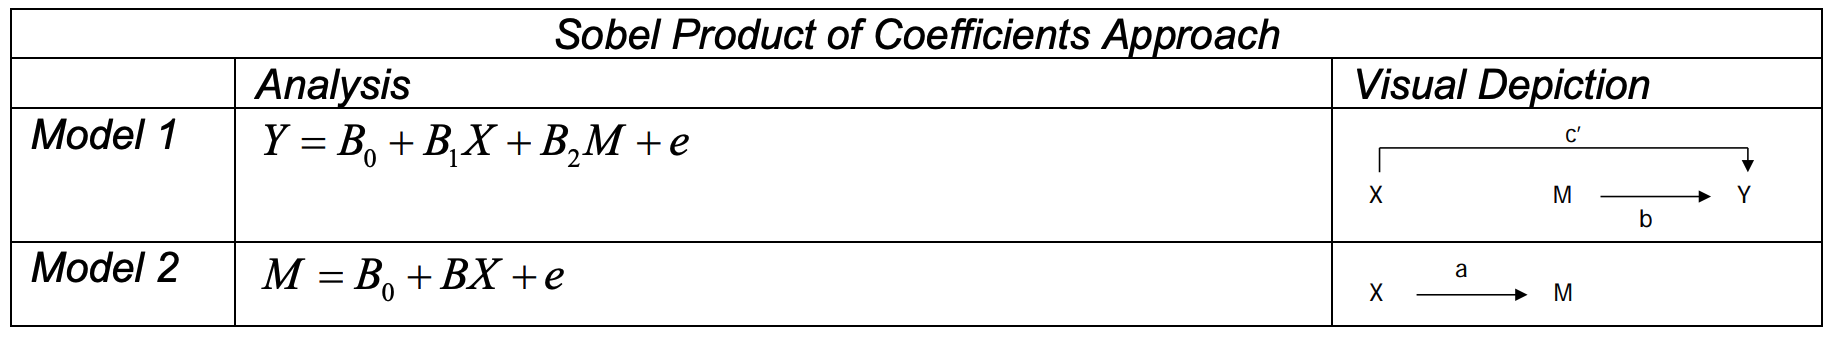 Sobel Product of Coefficients Approach
Analysis Visual Depiction
Model 1 Y = B₀ + B₁X + B₂M + e
c′
X M Y
b
Model 2 M = B₀ + BX + e
a
X M